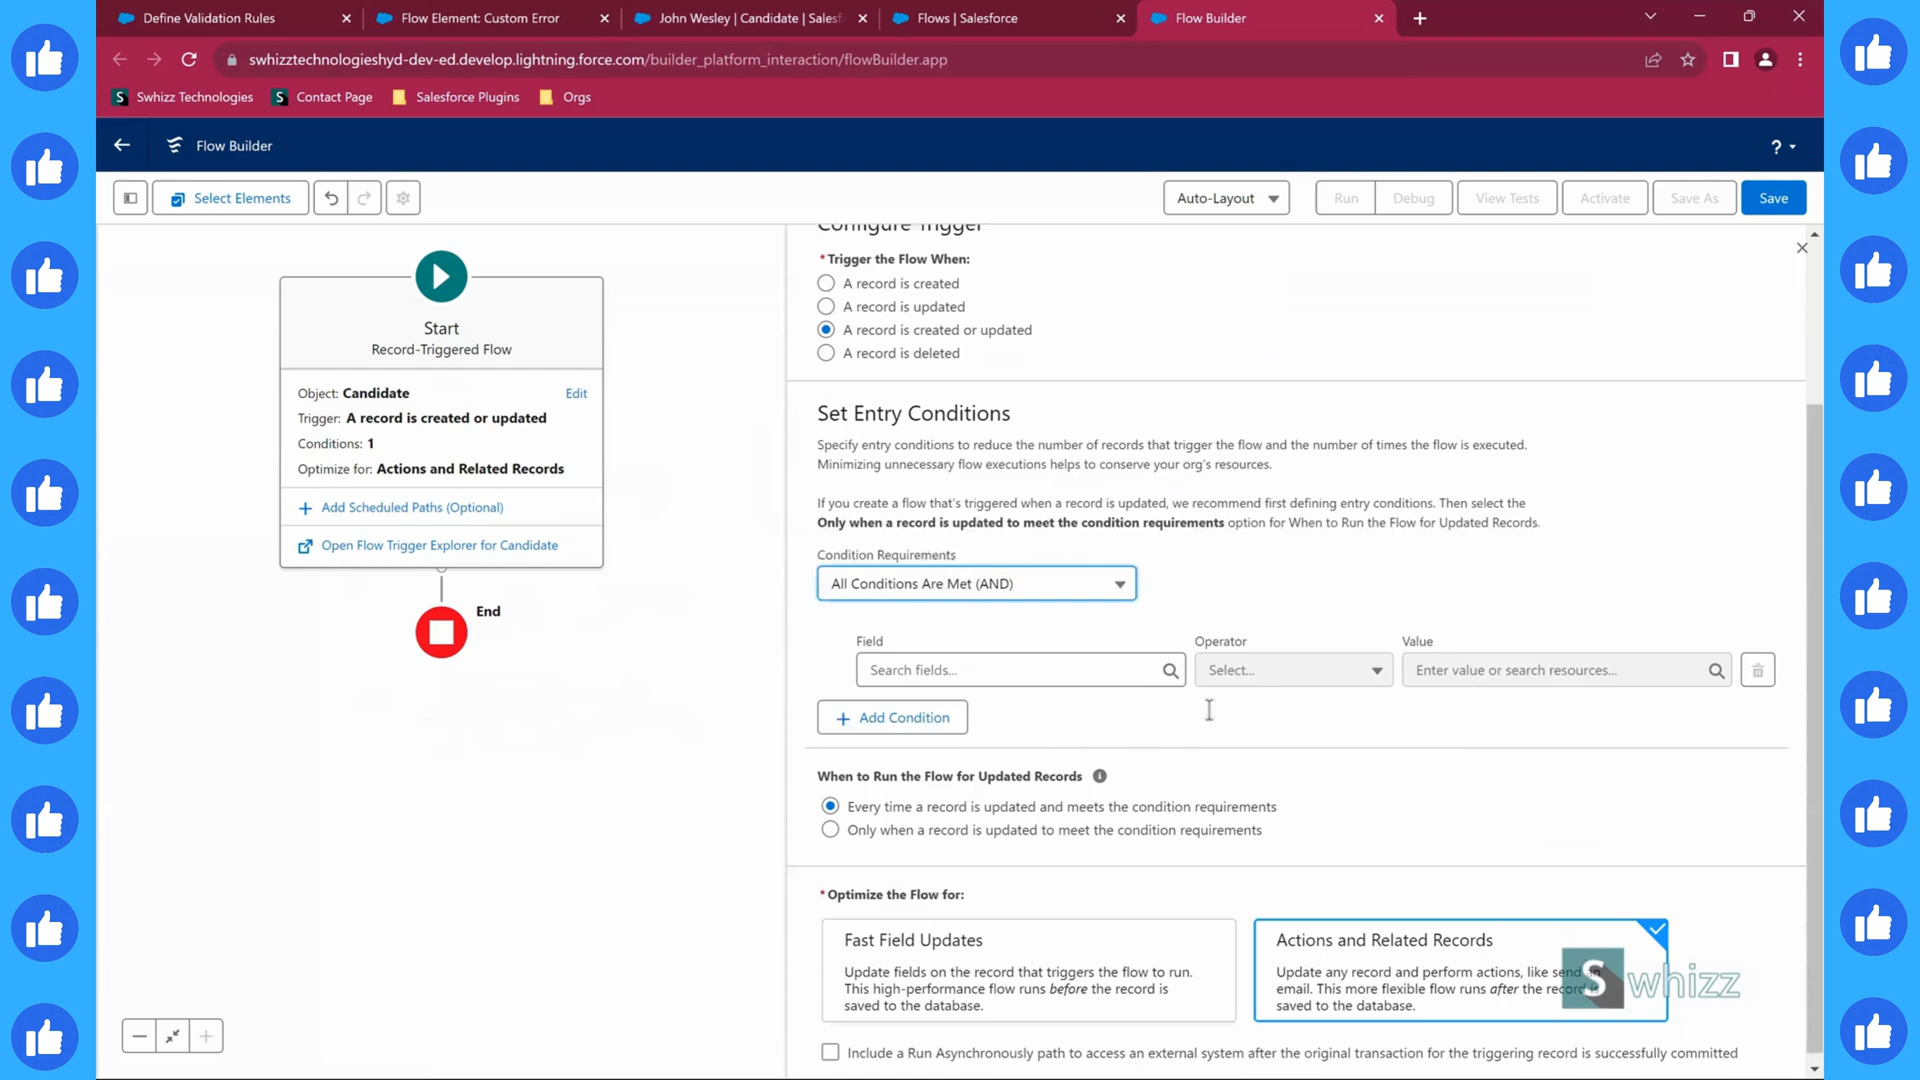 Define Validation Rules
Flow Element: Custom Error
John Wesley | Candidate | Salesf
Flows | Salesforce
Flow Builder
swhizztechnologieshyd-dev-ed.develop.lightning.force.com/builder_platform_interaction/flowBuilder.app
S Swhizz Technologies
S Contact Page
Salesforce Plugins
Orgs
Flow Builder
?
Select Elements
Auto-Layout
Run
Debug
View Tests
Activate
Save As
Save
Start
Record-Triggered Flow
Object: Candidate
Edit
Trigger: A record is created or updated
Conditions: 1
Optimize for: Actions and Related Records
Add Scheduled Paths (Optional)
Open Flow Trigger Explorer for Candidate
End
Configure Trigger
*Trigger the Flow When:
A record is created
A record is updated
A record is created or updated
A record is deleted
Set Entry Conditions
Specify entry conditions to reduce the number of records that trigger the flow and the number of times the flow is executed.
Minimizing unnecessary flow executions helps to conserve your org's resources.
If you create a flow that's triggered when a record is updated, we recommend first defining entry conditions. Then select the
Only when a record is updated to meet the condition requirements option for When to Run the Flow for Updated Records.
Condition Requirements
All Conditions Are Met (AND)
Field
Operator
Value
Search fields...
Select...
Enter value or search resources...
+ Add Condition
When to Run the Flow for Updated Records
Every time a record is updated and meets the condition requirements
Only when a record is updated to meet the condition requirements
*Optimize the Flow for:
Fast Field Updates
Update fields on the record that triggers the flow to run.
This high-performance flow runs before the record is
saved to the database.
Actions and Related Records
Update any record and perform actions, like send an
email. This more flexible flow runs after the record is
saved to the database.
S whizz
Include a Run Asynchronously path to access an external system after the original transaction for the triggering record is successfully committed